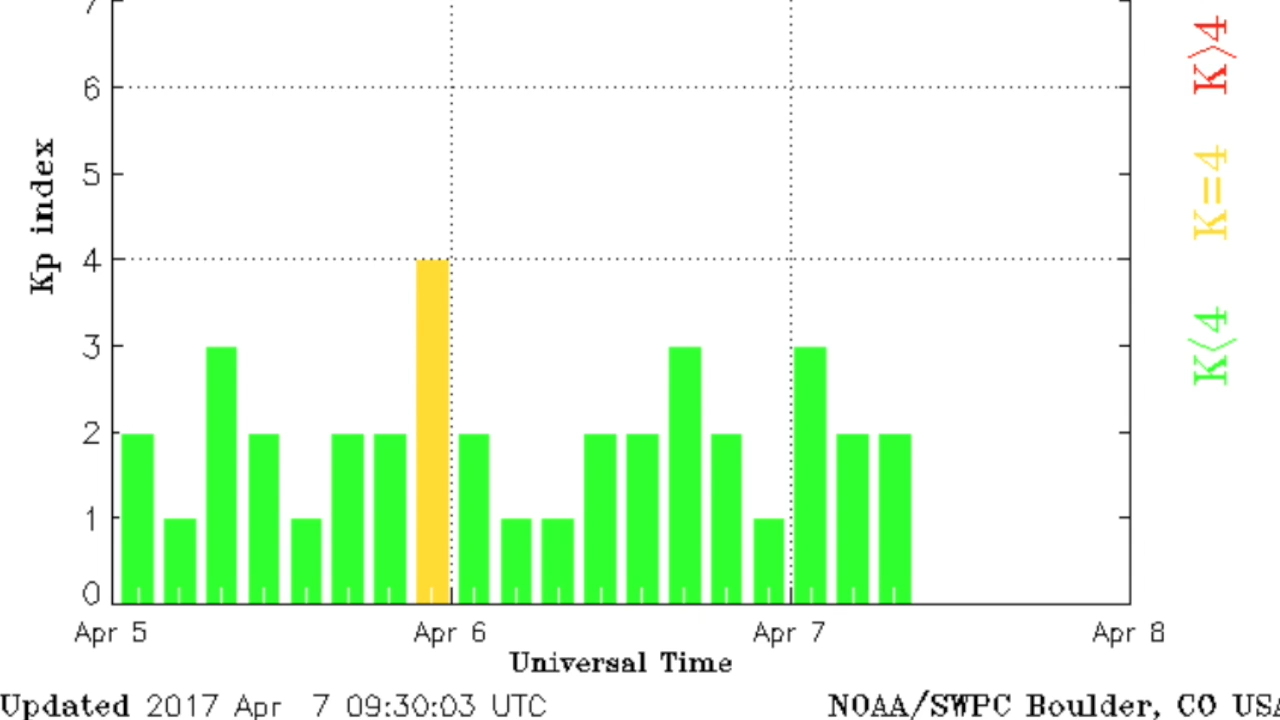 7
6
5
4
3
2
1
0
Kp index
K>4
K=4
K<4
Apr 5 Apr 6 Apr 7 Apr 8
Universal Time
Updated 2017 Apr 7 09:30:03 UTC
NOAA/SWPC Boulder, CO USA